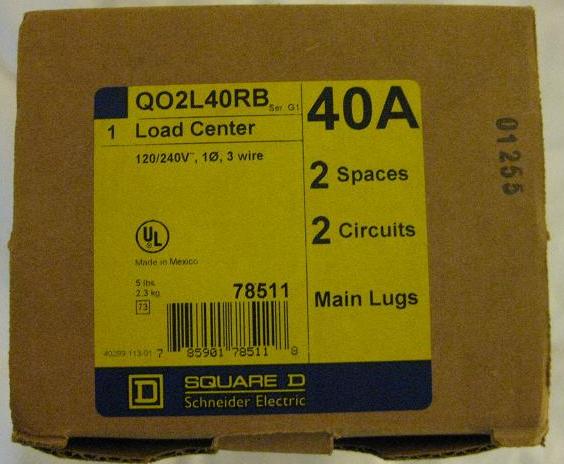 QO2L40RB Ser. G1
1 Load Center
120/240V~, 1Ø, 3 wire
UL
®
Made in Mexico
5 lbs.
2.3 kg
73
78511
40299-113-01
7 85901 78511 8
40A
2 Spaces
2 Circuits
Main Lugs
D
SQUARE D
Schneider Electric
01255